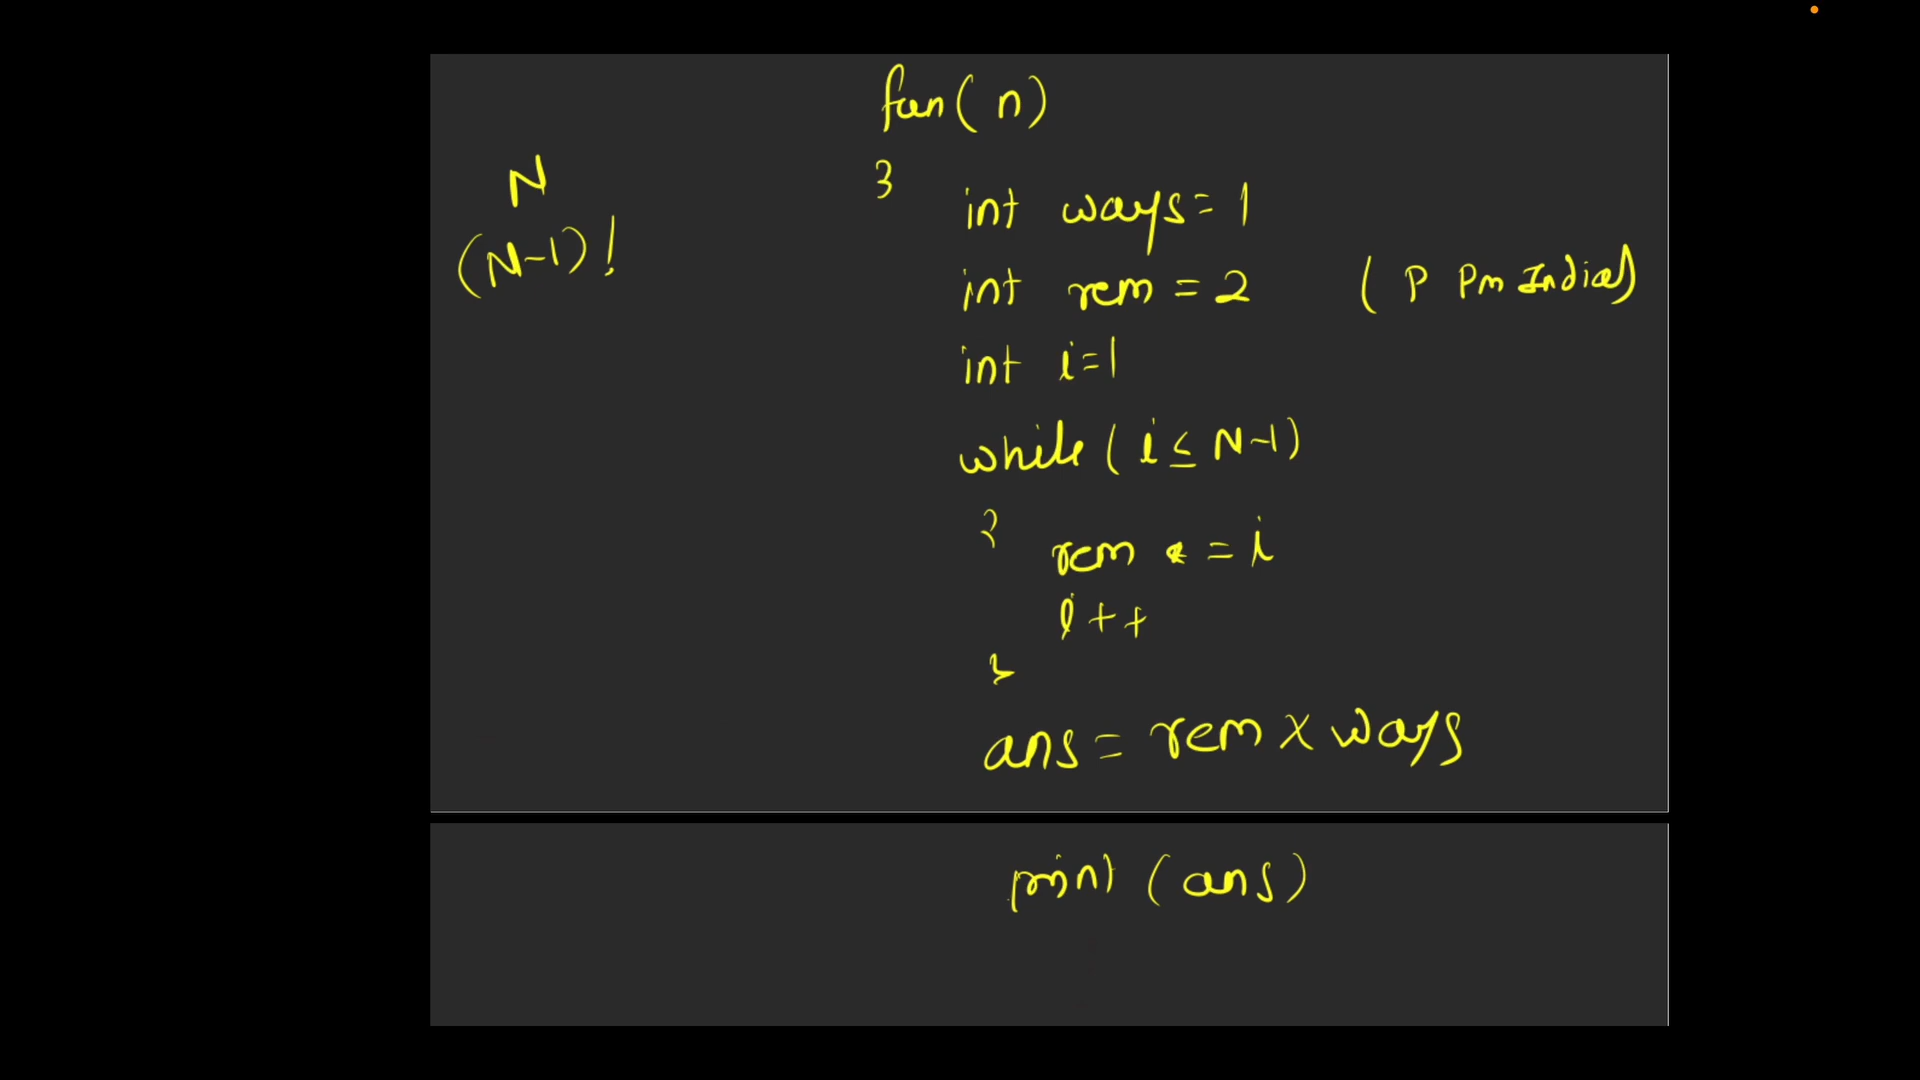 fun(n)
N
(N-1)!
{
int ways = 1
int rem = 2
(P Pm India)
int i=1
while (i ≤ N-1)
{
rem * = i
i++
}
ans = rem x ways
print (ans)